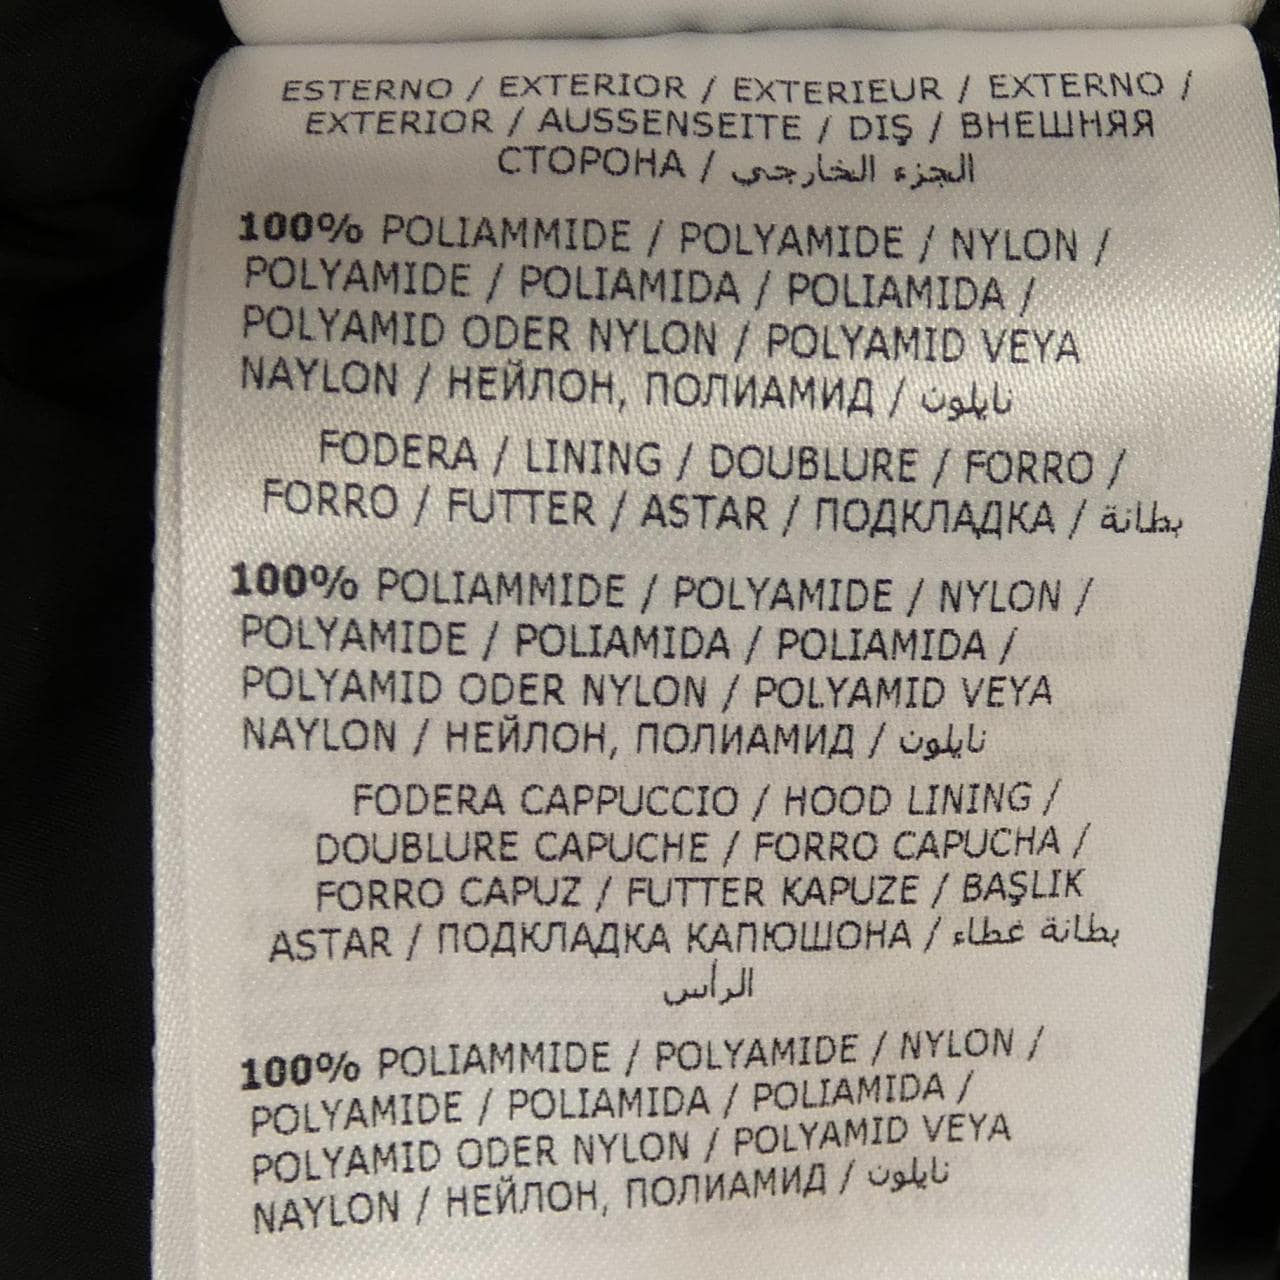 ESTERNO / EXTERIOR / EXTERIEUR / EXTERNO /
EXTERIOR / AUSSENSEITE / DIŞ / ВНЕШНЯЯ
СТОРОНА / الجزء الخارجي
100% POLIAMMIDE / POLYAMIDE / NYLON /
POLYAMIDE / POLIAMIDA / POLIAMIDA /
POLYAMID ODER NYLON / POLYAMID VEYA
NAYLON / НЕЙЛОН, ПОЛИАМИД / نايلون
FODERA / LINING / DOUBLURE / FORRO /
FORRO / FUTTER / ASTAR / ПОДКЛАДКА / بطانة
100% POLIAMMIDE / POLYAMIDE / NYLON /
POLYAMIDE / POLIAMIDA / POLIAMIDA /
POLYAMID ODER NYLON / POLYAMID VEYA
NAYLON / НЕЙЛОН, ПОЛИАМИД / نايلون
FODERA CAPPUCCIO / HOOD LINING /
DOUBLURE CAPUCHE / FORRO CAPUCHA /
FORRO CAPUZ / FUTTER KAPUZE / BAŞLIK
ASTAR / ПОДКЛАДКА КАПЮШОНА / بطانة غطاء
الرأس
100% POLIAMMIDE / POLYAMIDE / NYLON /
POLYAMIDE / POLIAMIDA / POLIAMIDA /
POLYAMID ODER NYLON / POLYAMID VEYA
NAYLON / НЕЙЛОН, ПОЛИАМИД / نايلون